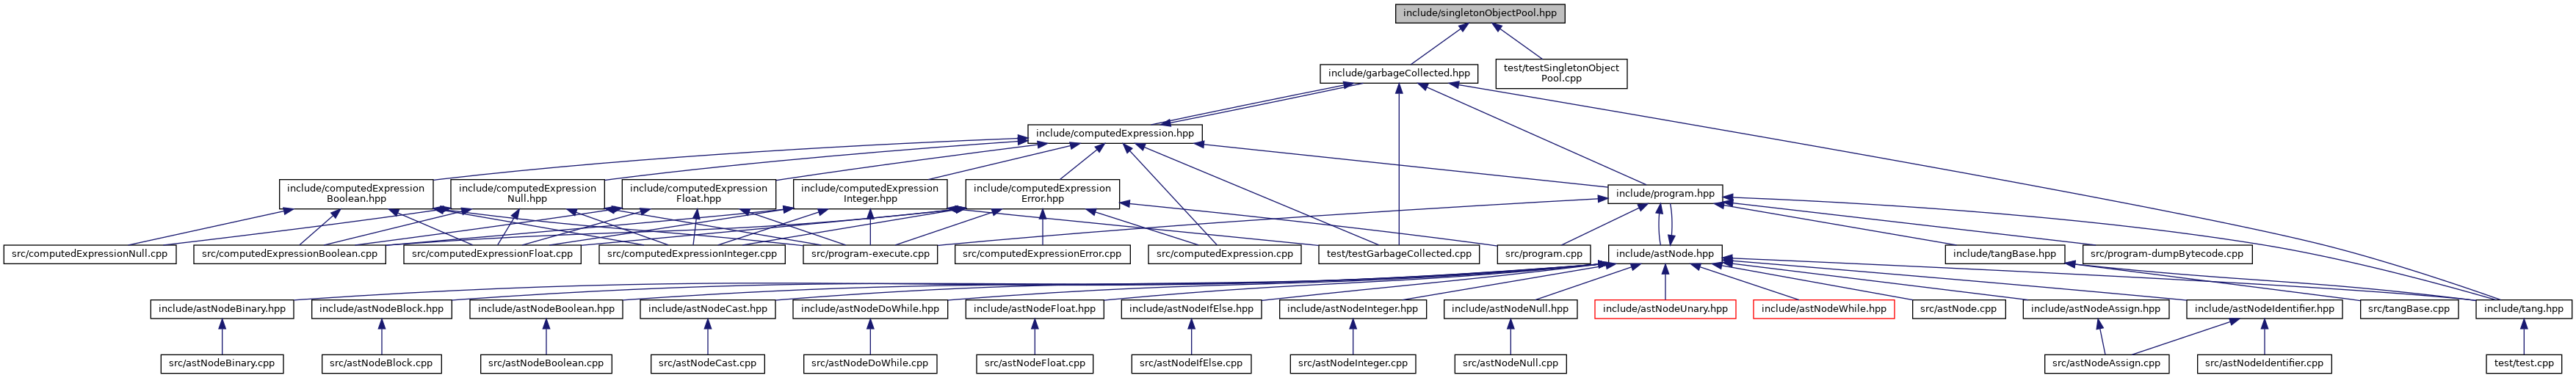 include/singletonObjectPool.hpp
include/garbageCollected.hpp
test/testSingletonObject
Pool.cpp
include/computedExpression.hpp
include/computedExpression
Boolean.hpp
include/computedExpression
Null.hpp
include/computedExpression
Float.hpp
include/computedExpression
Integer.hpp
include/computedExpression
Error.hpp
include/program.hpp
src/computedExpressionNull.cpp
src/computedExpressionBoolean.cpp
src/computedExpressionFloat.cpp
src/computedExpressionInteger.cpp
src/program-execute.cpp
src/computedExpressionError.cpp
src/computedExpression.cpp
test/testGarbageCollected.cpp
src/program.cpp
include/astNode.hpp
include/tangBase.hpp
src/program-dumpBytecode.cpp
include/astNodeBinary.hpp
include/astNodeBlock.hpp
include/astNodeBoolean.hpp
include/astNodeCast.hpp
include/astNodeDoWhile.hpp
include/astNodeFloat.hpp
include/astNodeIfElse.hpp
include/astNodeInteger.hpp
include/astNodeNull.hpp
include/astNodeUnary.hpp
include/astNodeWhile.hpp
src/astNode.cpp
include/astNodeAssign.hpp
include/astNodeIdentifier.hpp
src/tangBase.cpp
include/tang.hpp
src/astNodeBinary.cpp
src/astNodeBlock.cpp
src/astNodeBoolean.cpp
src/astNodeCast.cpp
src/astNodeDoWhile.cpp
src/astNodeFloat.cpp
src/astNodeIfElse.cpp
src/astNodeInteger.cpp
src/astNodeNull.cpp
src/astNodeAssign.cpp
src/astNodeIdentifier.cpp
test/test.cpp